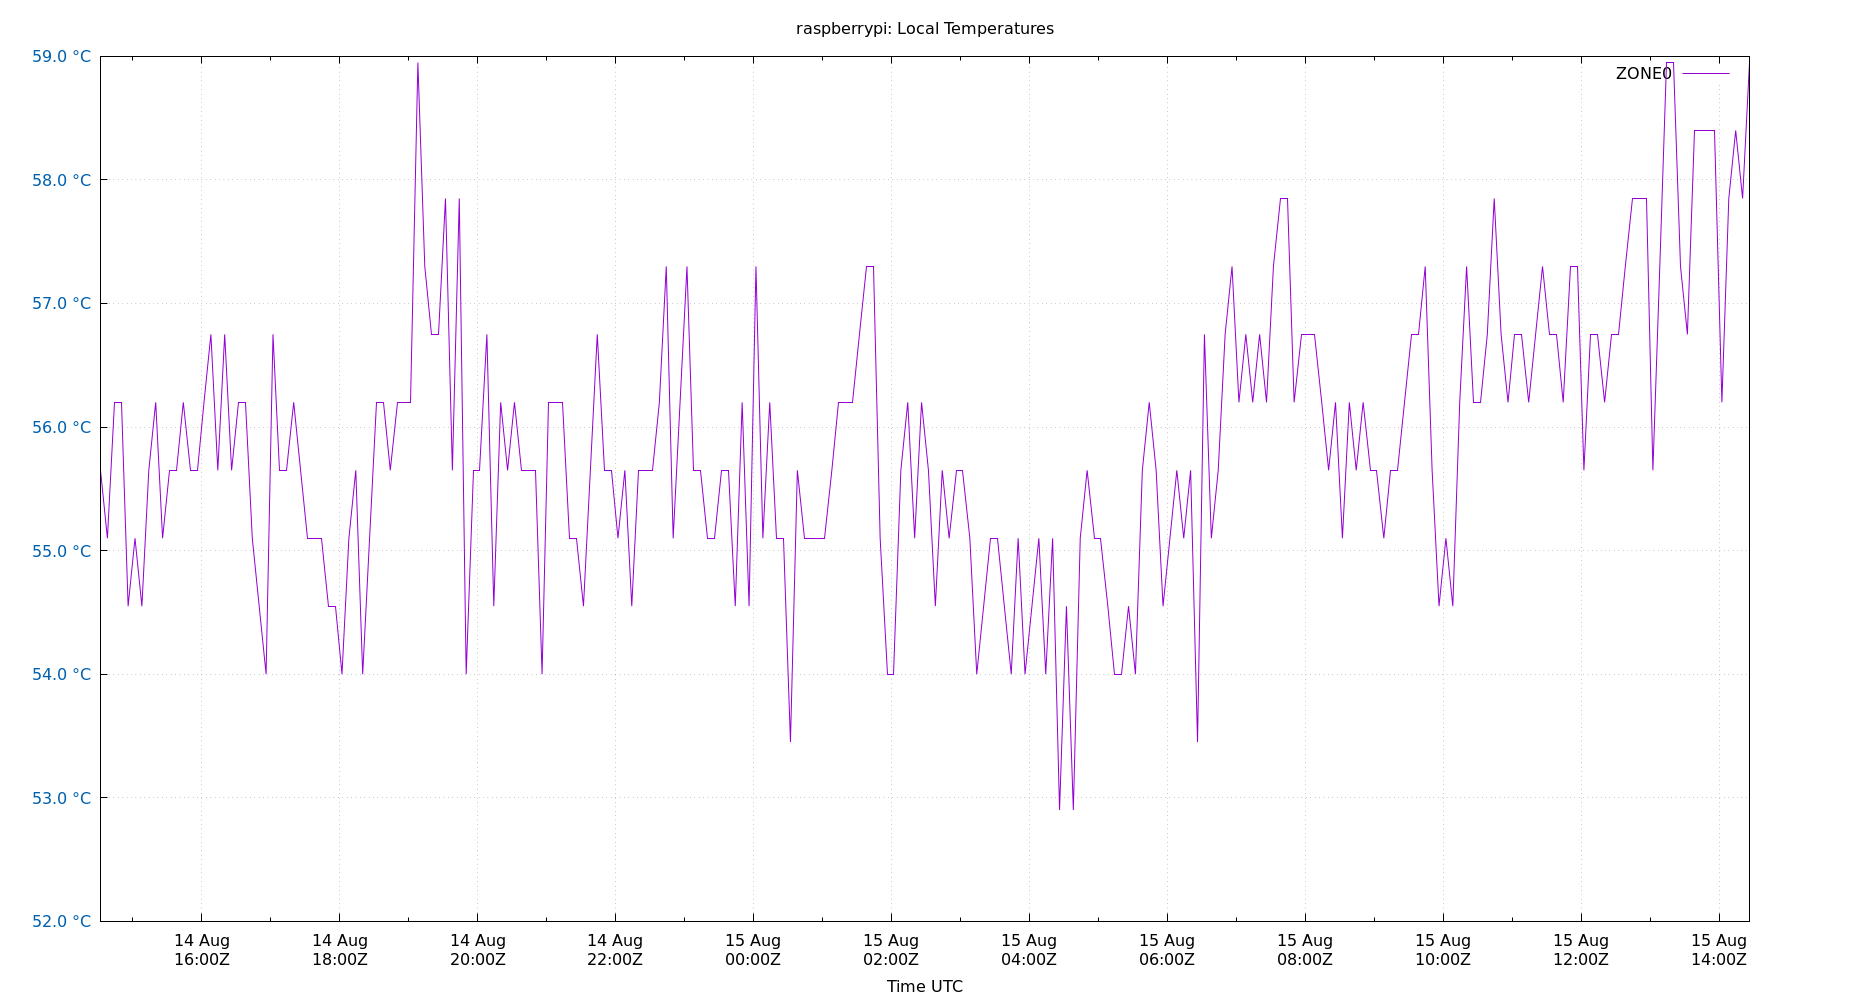 raspberrypi: Local Temperatures
59.0 °C
ZONE0
58.0 °C
57.0 °C
56.0 °C
55.0 °C
54.0 °C
53.0 °C
52.0 °C
14 Aug 14 Aug 14 Aug 14 Aug 15 Aug 15 Aug 15 Aug 15 Aug 15 Aug 15 Aug 15 Aug 15 Aug
16:00Z 18:00Z 20:00Z 22:00Z 00:00Z 02:00Z 04:00Z 06:00Z 08:00Z 10:00Z 12:00Z 14:00Z
Time UTC